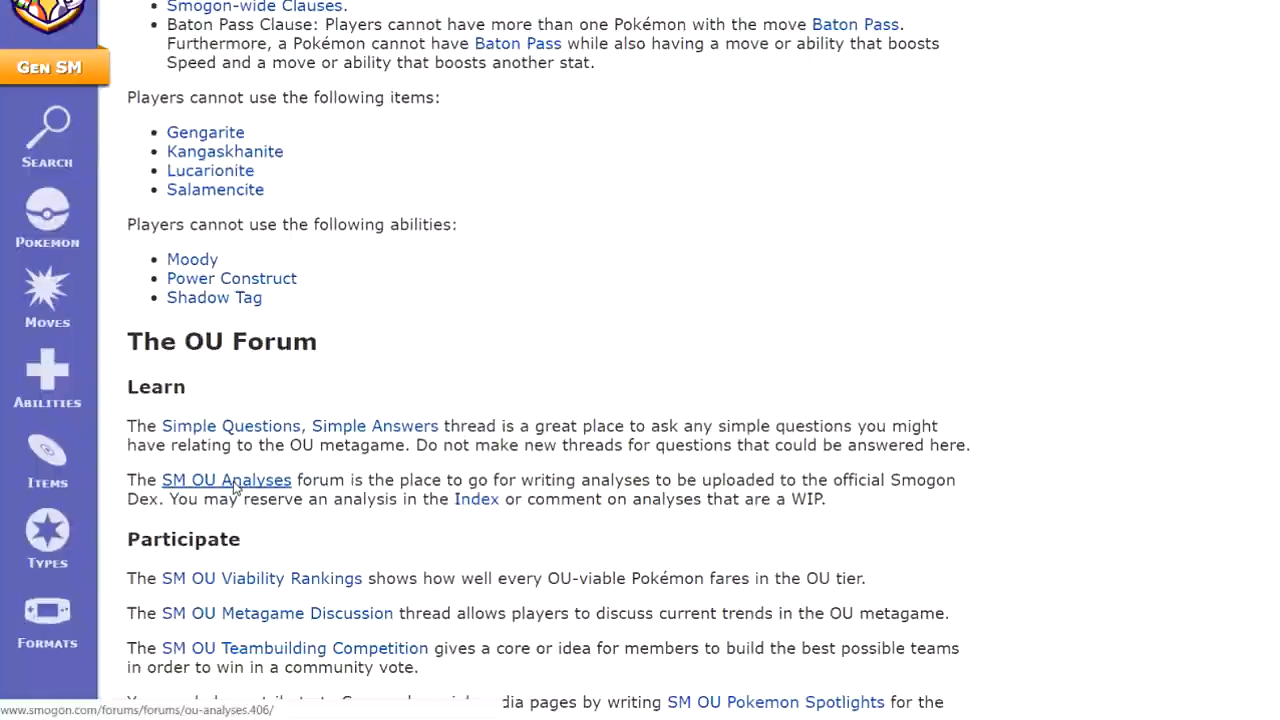 Smogon-wide Clauses.
• Baton Pass Clause: Players cannot have more than one Pokémon with the move Baton Pass.
Furthermore, a Pokémon cannot have Baton Pass while also having a move or ability that boosts
Speed and a move or ability that boosts another stat.
GEN SM
Players cannot use the following items:
• Gengarite
• Kangaskhanite
• Lucarionite
• Salamencite
SEARCH
Players cannot use the following abilities:
POKEMON
• Moody
• Power Construct
• Shadow Tag
MOVES
The OU Forum
Learn
ABILITIES
The Simple Questions, Simple Answers thread is a great place to ask any simple questions you might
have relating to the OU metagame. Do not make new threads for questions that could be answered here.
The SM OU Analyses forum is the place to go for writing analyses to be uploaded to the official Smogon
Dex. You may reserve an analysis in the Index or comment on analyses that are a WIP.
ITEMS
Participate
TYPES
The SM OU Viability Rankings shows how well every OU-viable Pokémon fares in the OU tier.
The SM OU Metagame Discussion thread allows players to discuss current trends in the OU metagame.
FORMATS
The SM OU Teambuilding Competition gives a core or idea for members to build the best possible teams
in order to win in a community vote.
pages by writing SM OU Pokemon Spotlights for the
www.smogon.com/forums/forums/ou-analyses.406/